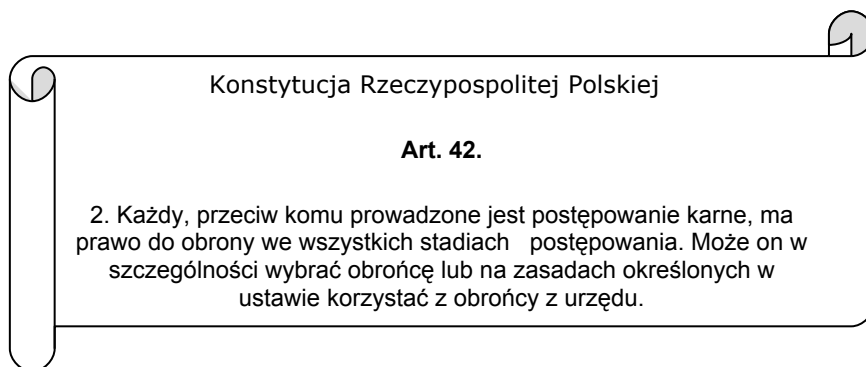 Konstytucja Rzeczypospolitej Polskiej
Art. 42.
2. Każdy, przeciw komu prowadzone jest postępowanie karne, ma
prawo do obrony we wszystkich stadiach postępowania. Może on w
szczególności wybrać obrońcę lub na zasadach określonych w
ustawie korzystać z obrońcy z urzędu.